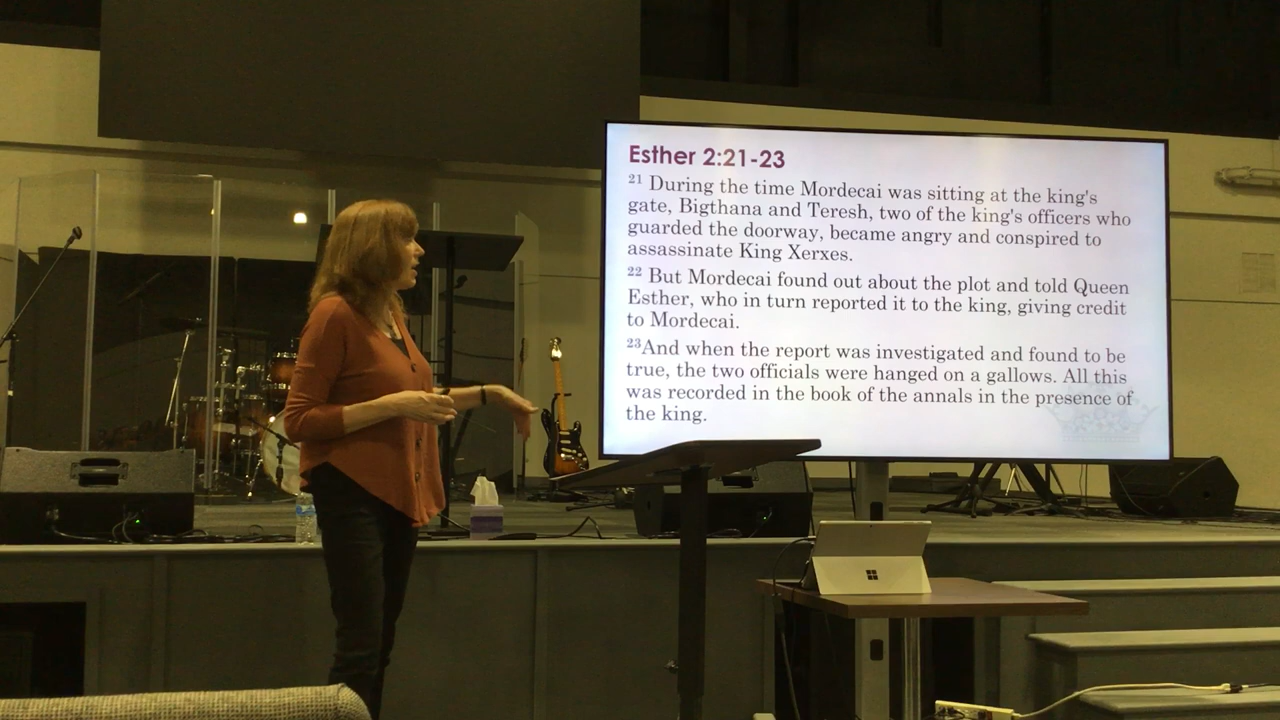 Esther 2:21-23
21 During the time Mordecai was sitting at the king's
gate, Bigthana and Teresh, two of the king's officers who
guarded the doorway, became angry and conspired to
assassinate King Xerxes.
22 But Mordecai found out about the plot and told Queen
Esther, who in turn reported it to the king, giving credit
to Mordecai.
23And when the report was investigated and found to be
true, the two officials were hanged on a gallows. All this
was recorded in the book of the annals in the presence of
the king.